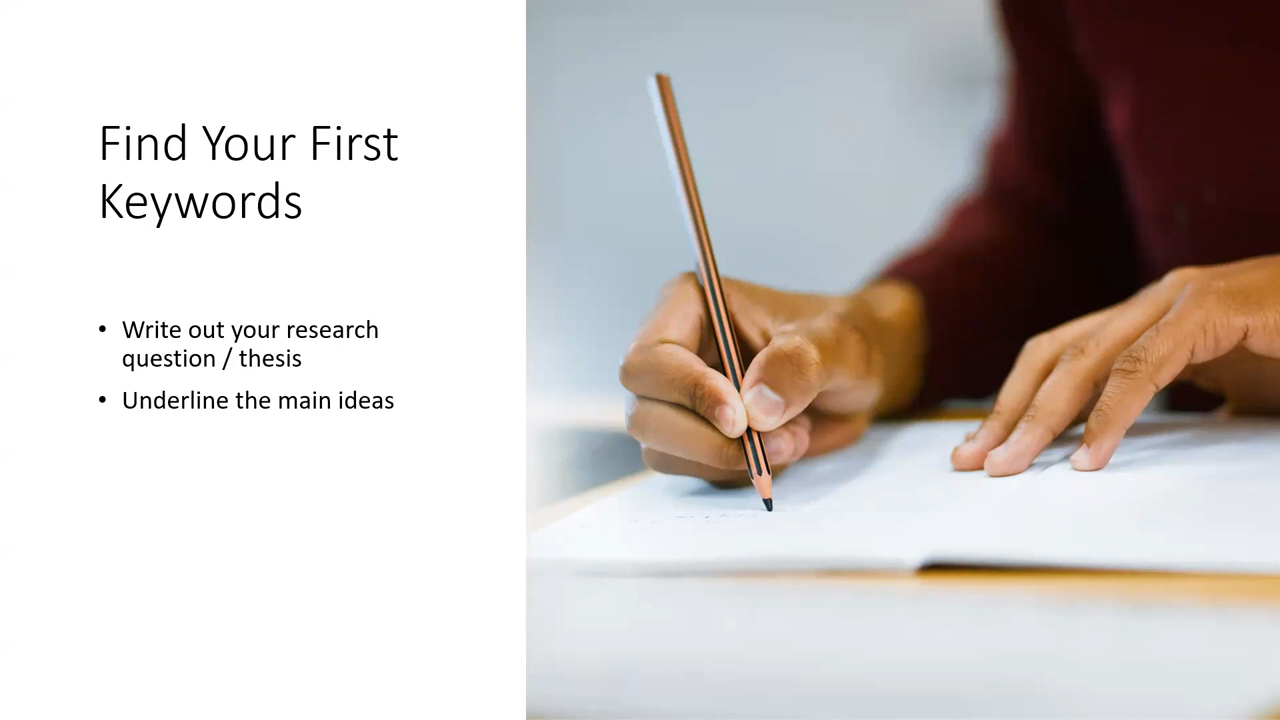 Find Your First
Keywords
• Write out your research
question / thesis
• Underline the main ideas